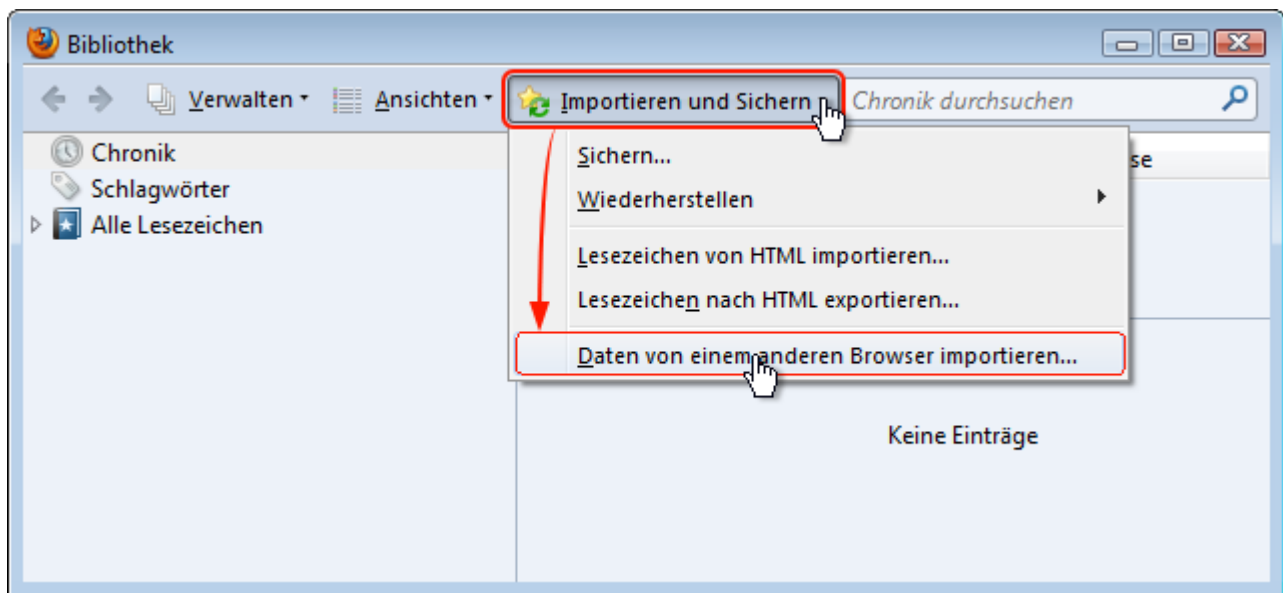 Bibliothek
Verwalten Ansichten Importieren und Sichern Chronik durchsuchen
Chronik
Schlagwörter
Alle Lesezeichen
Sichern...
Wiederherstellen
Lesezeichen von HTML importieren...
Lesezeichen nach HTML exportieren...
Daten von einem anderen Browser importieren...
se
Keine Einträge